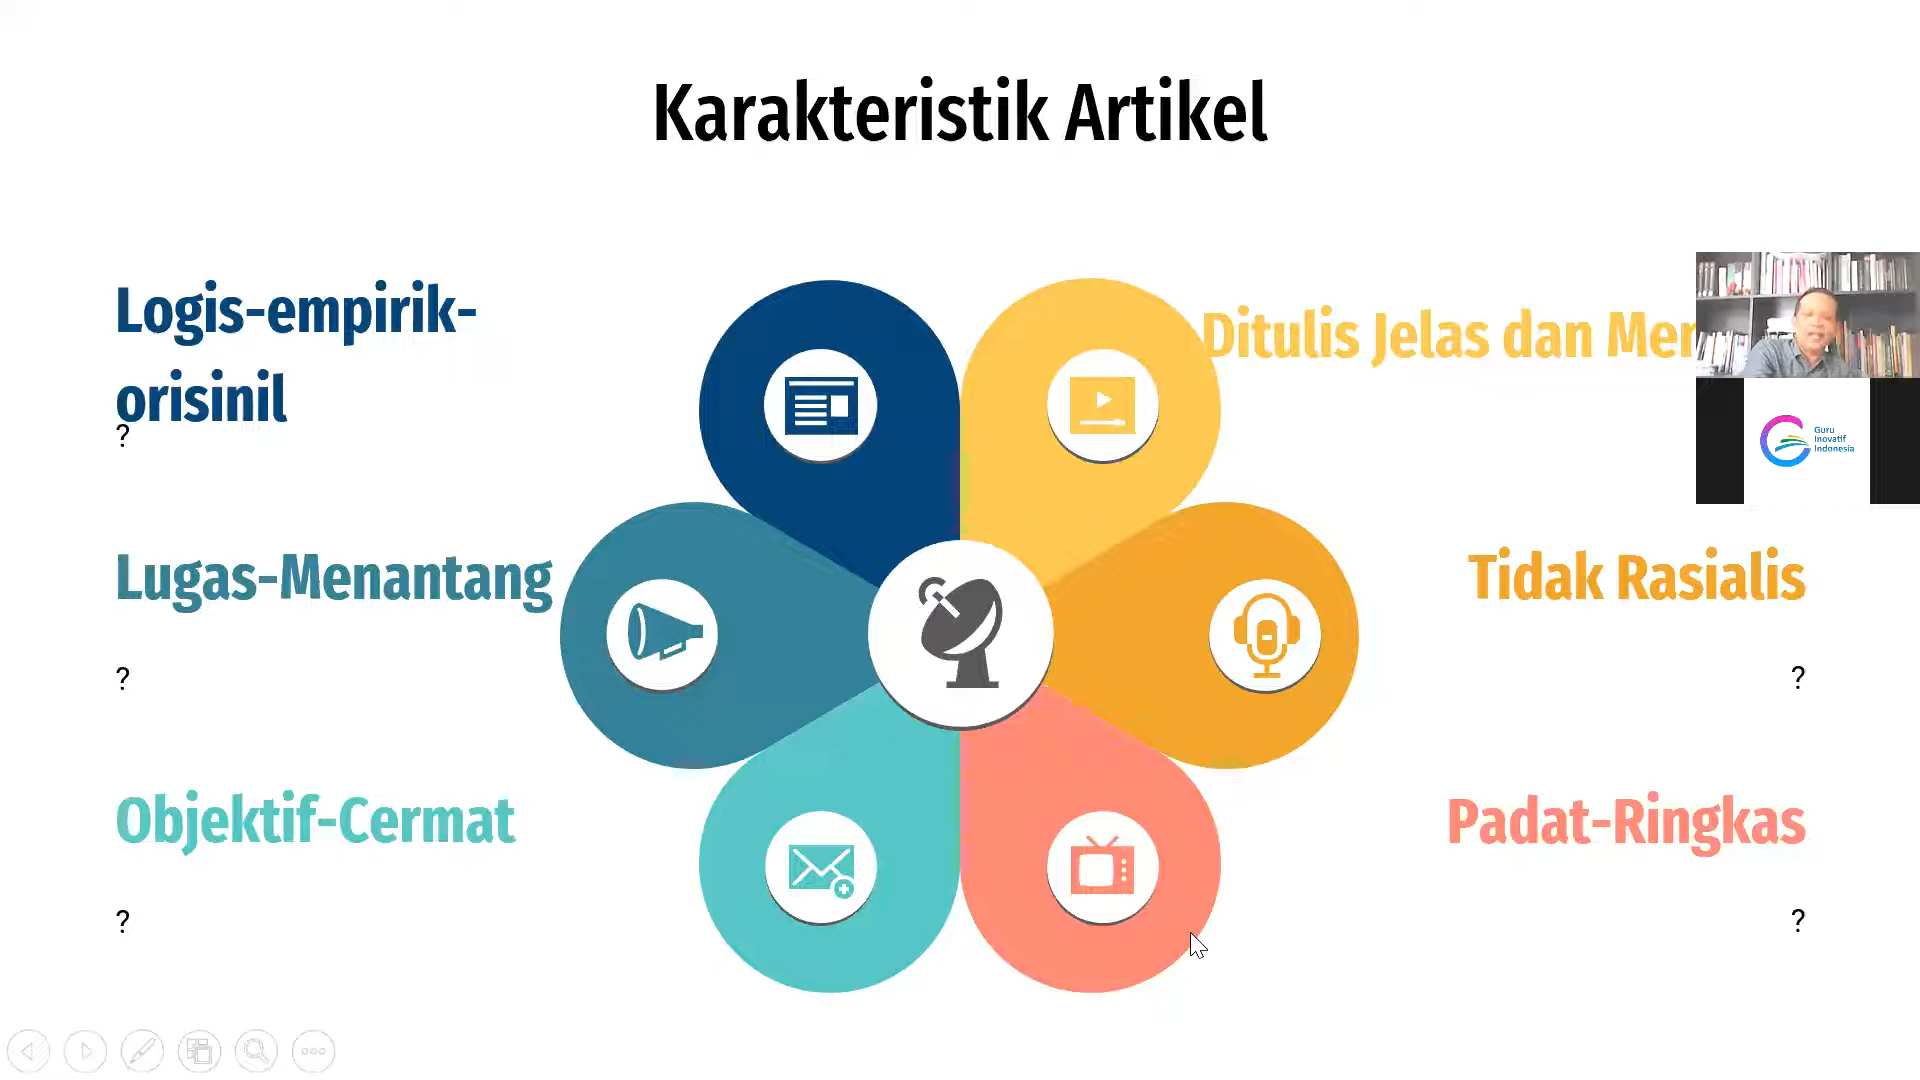 Karakteristik Artikel
Logis-empirik-
orisinil
?
Ditulis Jelas dan
Guru
Inovatif
Indonesia
Lugas-Menantang
?
Tidak Rasialis
?
Objektif-Cermat
?
Padat-Ringkas
?